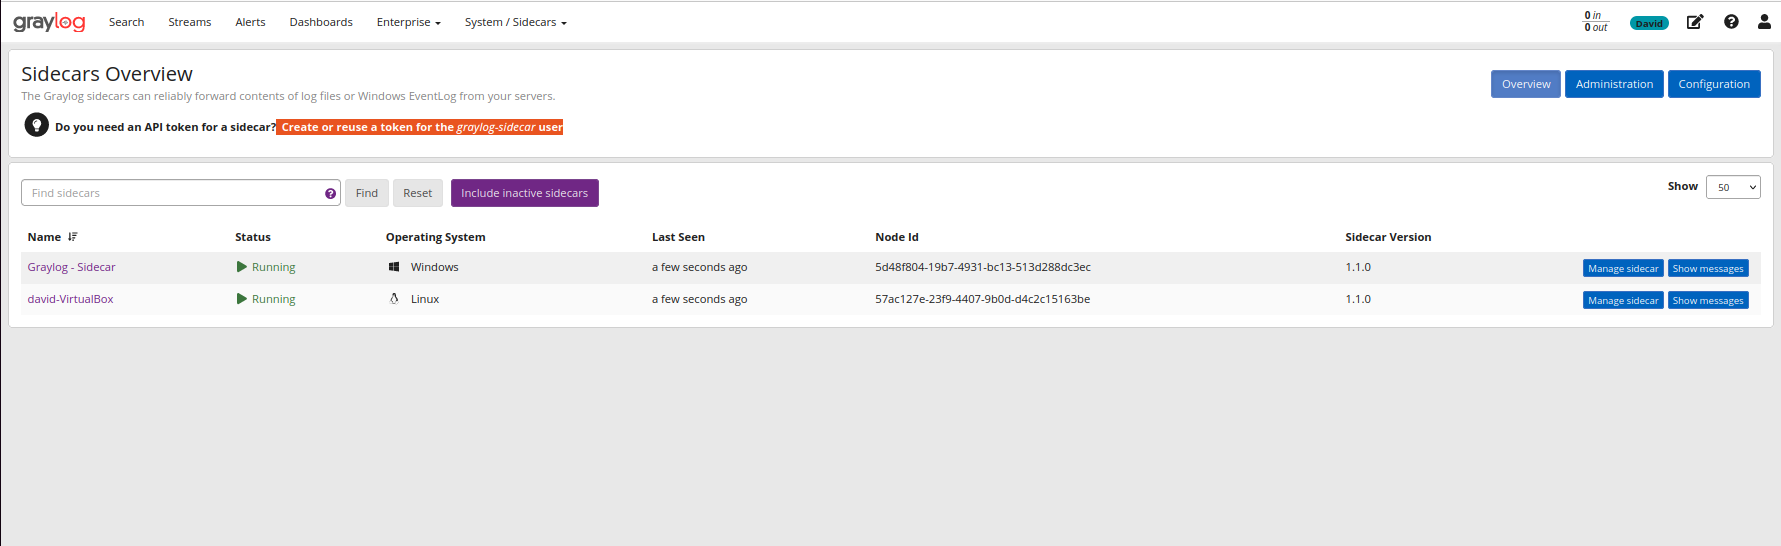 graylog Search Streams Alerts Dashboards Enterprise System / Sidecars 0 in David
0 out
Sidecars Overview
Overview Administration Configuration
The Graylog sidecars can reliably forward contents of log files or Windows EventLog from your servers.
Do you need an API token for a sidecar? Create or reuse a token for the graylog-sidecar user
Find sidecars ? Find Reset Include inactive sidecars Show 50
Name Status Operating System Last Seen Node Id Sidecar Version
Graylog - Sidecar Running Windows a few seconds ago 5d48f804-19b7-4931-bc13-513d288dc3ec 1.1.0 Manage sidecar Show messages
david-VirtualBox Running Linux a few seconds ago 57ac127e-23f9-4407-9b0d-d4c2c15163be 1.1.0 Manage sidecar Show messages